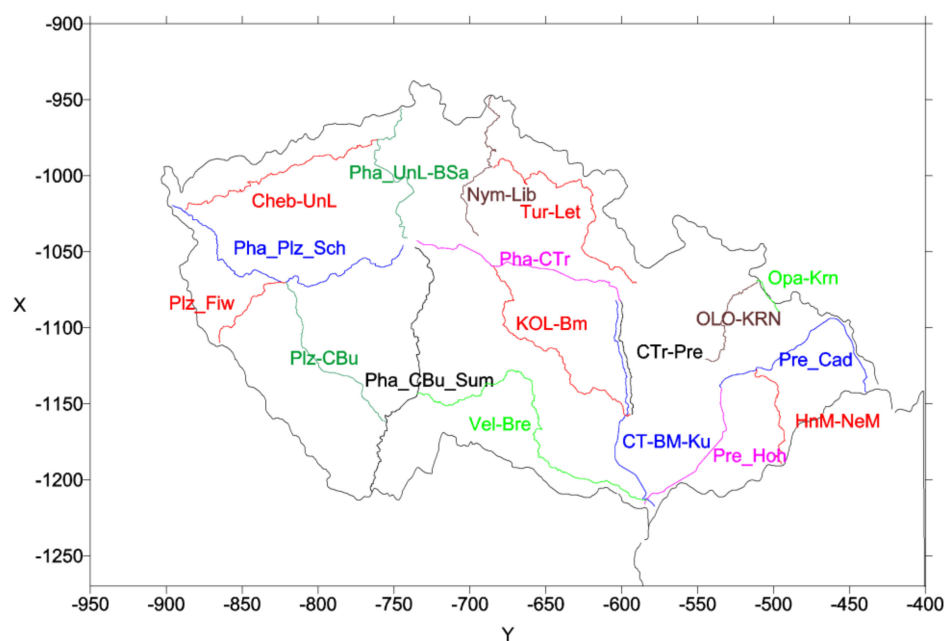 -900
-950
-1000
-1050
-1100
-1150
-1200
-1250
X
Pha_UnL-BSa
Cheb-UnL
Nym-Lib
Tur-Let
Pha_Plz_Sch
Pha-CTr
Opa-Krn
Plz_Fiw
KOL-Bm
OLO-KRN
CTr-Pre
Plz-CBu
Pre_Cad
Pha_CBu_Sum
Vel-Bre
CT-BM-Ku
HnM-NeM
Pre_Hoh
-950 -900 -850 -800 -750 -700 -650 -600 -550 -500 -450 -400
Y